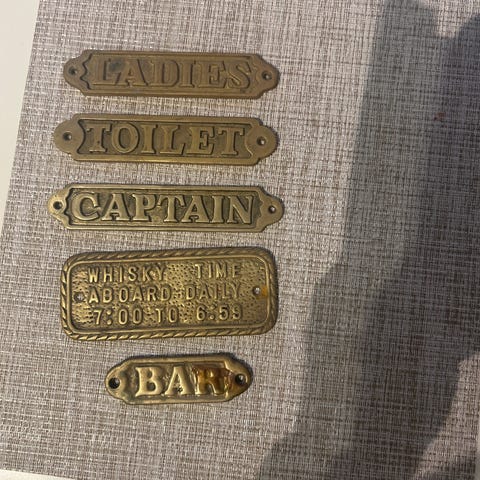 LADIES
TOILET
CAPTAIN
WHISKY TIME
ABOARD DAILY
7:00 TO 6:59
BAR